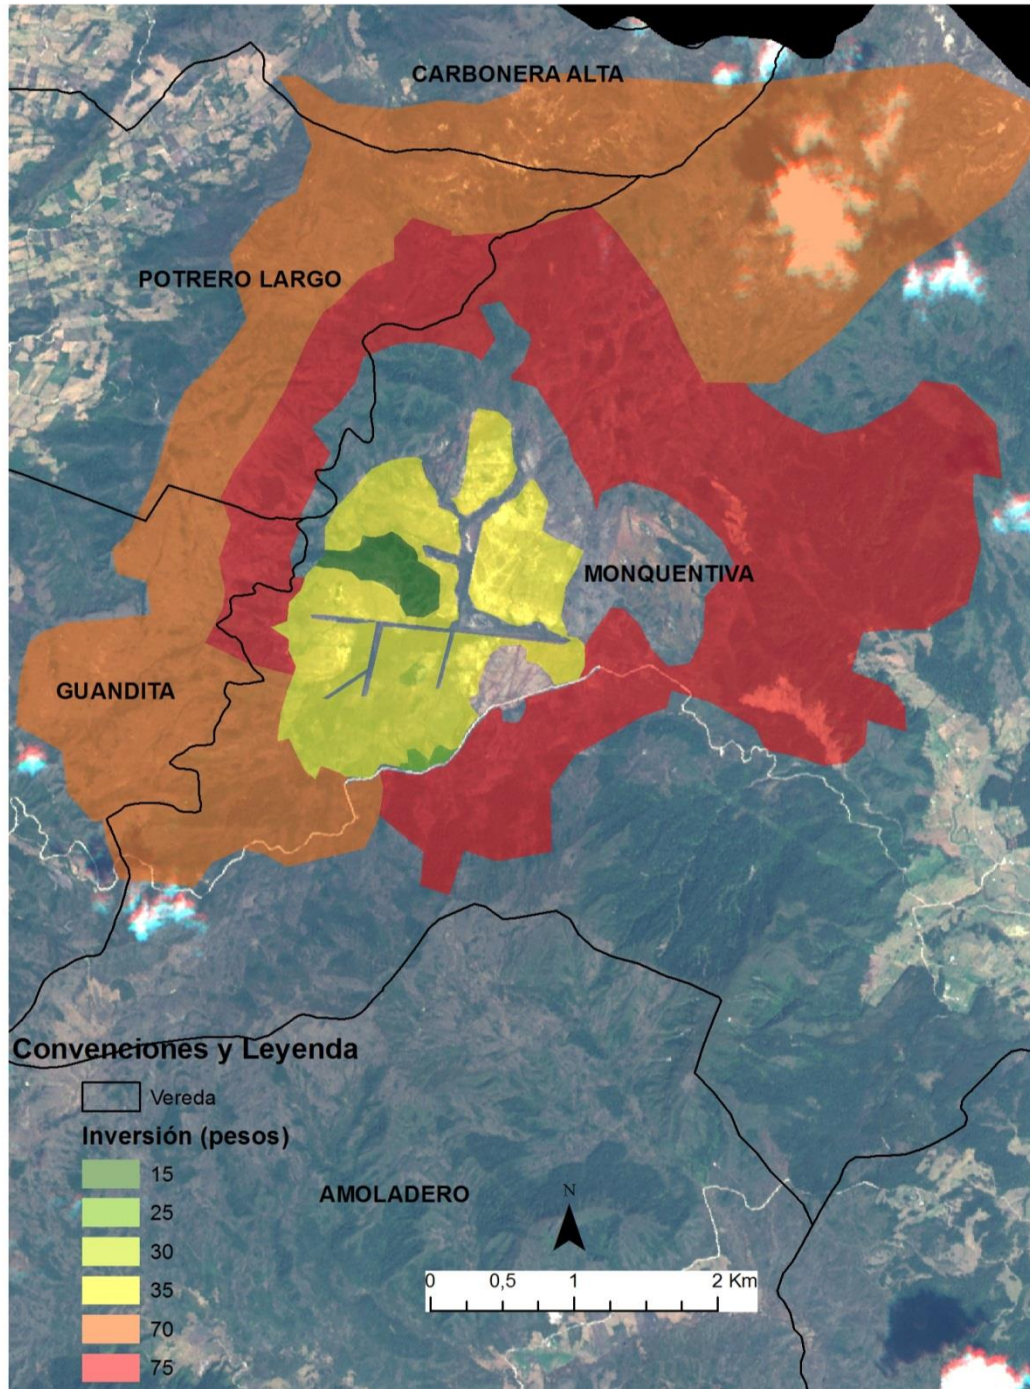 CARBONERA ALTA
POTRERO LARGO
MONQUENTIVA
GUANDITA
Convenciones y Leyenda
Vereda
Inversión (pesos)
15
25
30
35
70
75
AMOLADERO
N
0 0,5 1 2 Km